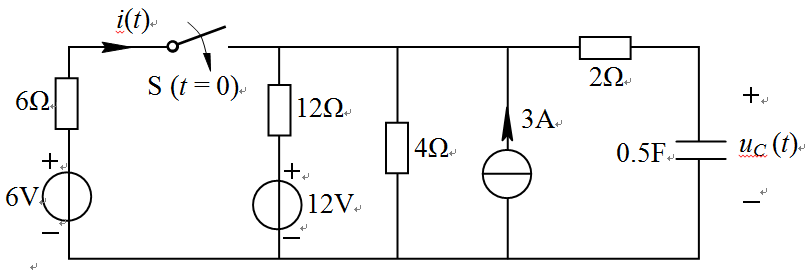 i(t)
S (t = 0)
2Ω
6Ω
12Ω
3A
+
4Ω
0.5F
u_C (t)
+
+
6V
12V
−
−
−